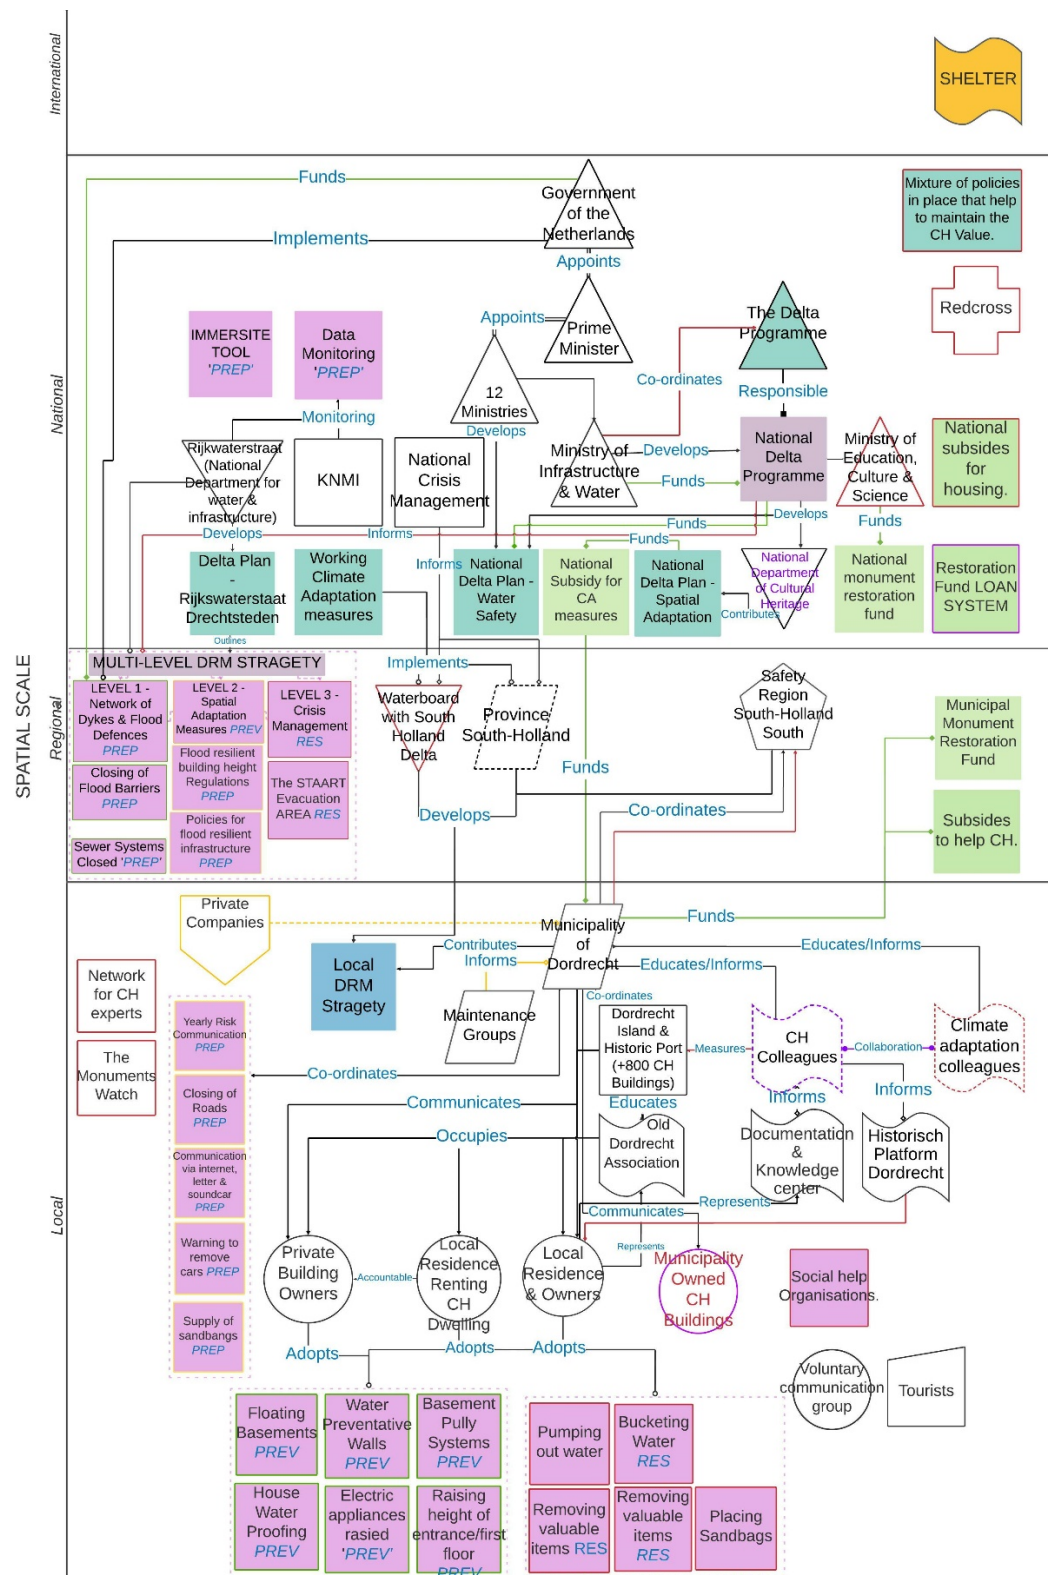 International
SHELTER
SPATIAL SCALE
National
Funds
Government
of the
Netherlands
Implements
Appoints
Mixture of policies
in place that help
to maintain the
CH Value.
Redcross
Appoints
Prime
Minister
The Delta
Programme
IMMERSITE
TOOL
'PREP'
Data
Monitoring
'PREP'
Co-ordinates
Responsible
12
Ministries
Develops
Monitoring
Rijkwaterstraat
(National
Department for
water &
infrastructure)
KNMI
National
Crisis
Management
Ministry of
Infrastructure
& Water
Develops
Funds
National
Delta
Programme
Ministry of
Education,
Culture &
Science
National
subsides
for
housing.
Develops
Informs
Funds
Funds
Develops
Funds
Delta Plan
-
Rijkswaterstraat
Drechtsteden
Working
Climate
Adaptation
measures
Informs
National
Delta Plan -
Water
Safety
National
Subsidy for
CA
measures
National
Delta Plan -
Spatial
Adaptation
Contributes
National
Department
of Cultural
Heritage
National
monument
restoration
fund
Restoration
Fund LOAN
SYSTEM
Outlines
Regional
MULTI-LEVEL DRM STRAGETY
LEVEL 1 -
Network of
Dykes & Flood
Defences
PREP
LEVEL 2 -
Spatial
Adaptation
Measures PREV
LEVEL 3 -
Crisis
Management
RES
Closing of
Flood Barriers
PREP
Flood resilient
building height
Regulations
PREP
The STAART
Evacuation
AREA RES
Sewer Systems
Closed 'PREP'
Policies for
flood resilient
infrastructure
PREP
Implements
Waterboard
with South
Holland
Delta
Province
South-Holland
Safety
Region
South-Holland
South
Funds
Develops
Co-ordinates
Municipal
Monument
Restoration
Fund
Subsides
to help CH.
Local
Private
Companies
Municipality
of
Dordrecht
Funds
Contributes
Informs
Educates/Informs
Educates/Informs
Local
DRM
Stragety
Maintenance
Groups
Co-ordinates
Dordrecht
Island &
Historic Port
(+800 CH
Buildings)
Measures
CH
Colleagues
Collaboration
Climate
adaptation
colleagues
Network
for CH
experts
The
Monuments
Watch
Yearly Risk
Communication
PREP
Closing of
Roads
PREP
Communication
via internet,
letter &
soundcar
PREP
Warning to
remove
cars PREP
Supply of
sandbangs
PREP
Co-ordinates
Communicates
Occupies
Educates
Old
Dordrecht
Association
Informs
Documentation
&
Knowledge
center
Informs
Historisch
Platform
Dordrecht
Represents
Communicates
Represents
Private
Building
Owners
Accountable
Local
Residence
Renting
CH
Dwelling
Local
Residence
& Owners
Municipality
Owned
CH
Buildings
Social help
Organisations.
Adopts
Adopts
Adopts
Voluntary
communication
group
Tourists
Floating
Basements
PREV
Water
Preventative
Walls
PREV
Basement
Pully
Systems
PREV
House
Water
Proofing
PREV
Electric
appliances
rasied
'PREV'
Raising
height of
entrance/first
floor
PREV
Pumping
out water
Bucketing
Water
RES
Removing
valuable
items RES
Removing
valuable
items
RES
Placing
Sandbags